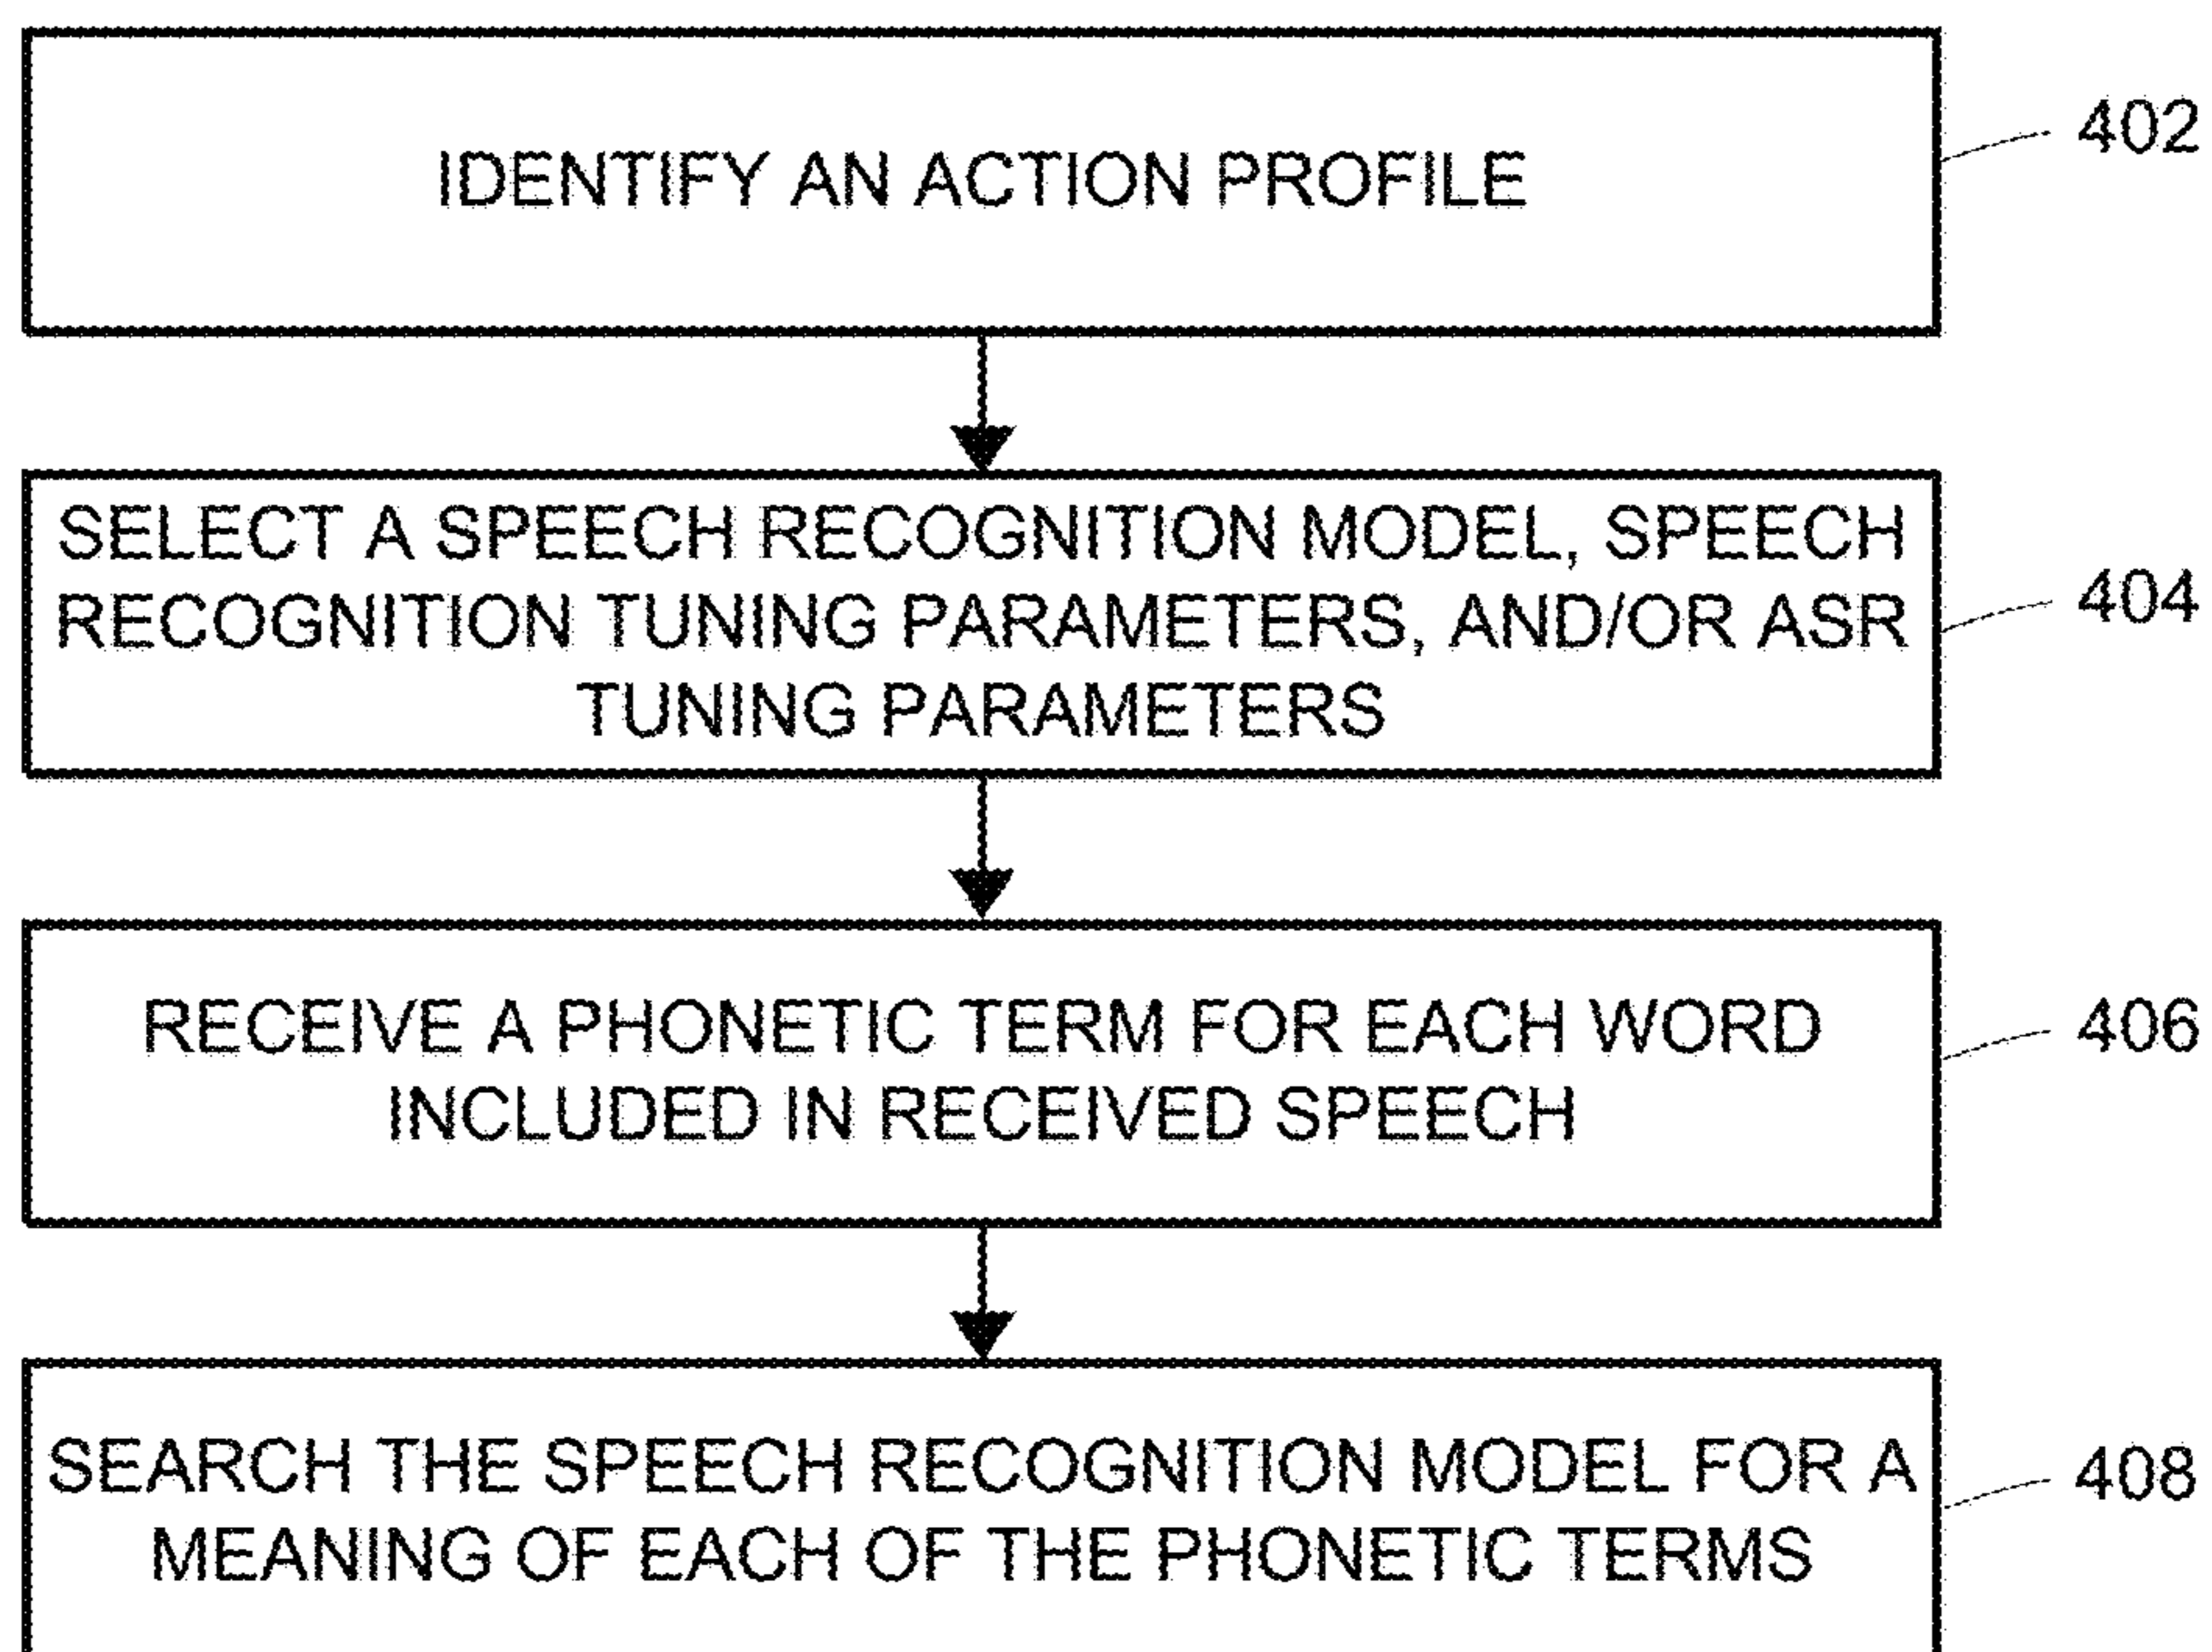 IDENTIFY AN ACTION PROFILE
402
SELECT A SPEECH RECOGNITION MODEL, SPEECH
RECOGNITION TUNING PARAMETERS, AND/OR ASR
TUNING PARAMETERS
404
RECEIVE A PHONETIC TERM FOR EACH WORD
INCLUDED IN RECEIVED SPEECH
406
SEARCH THE SPEECH RECOGNITION MODEL FOR A
MEANING OF EACH OF THE PHONETIC TERMS
408